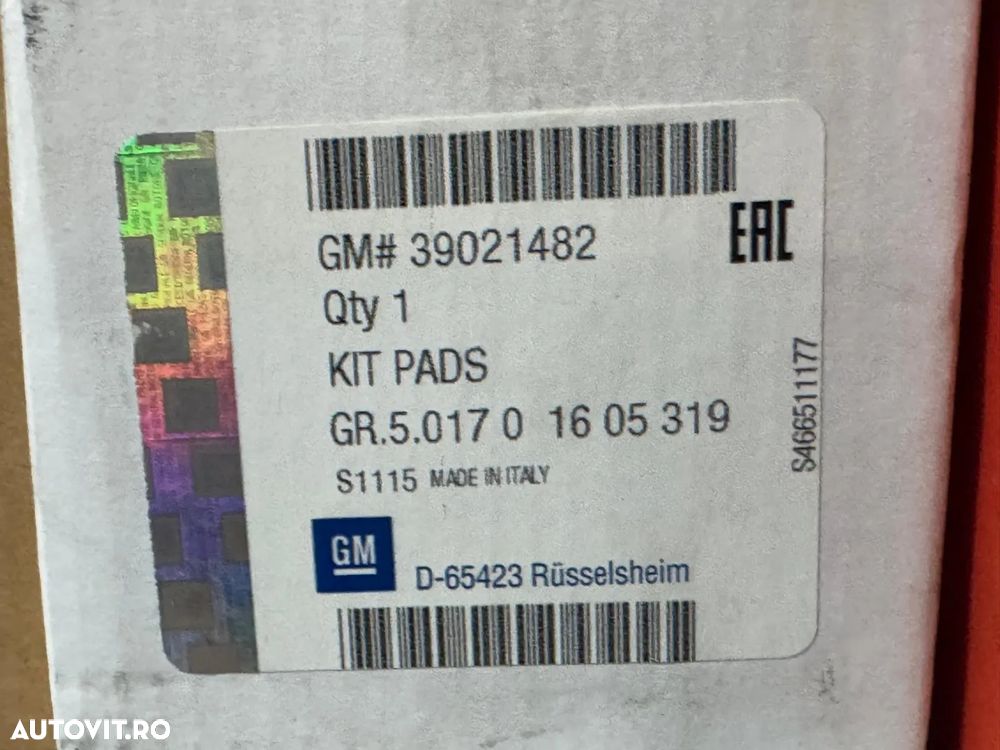 GM# 39021482
EAC
Qty 1
KIT PADS
GR.5.017 0 16 05 319
S1115 MADE IN ITALY
S466511177
GM
D-65423 Rüsselsheim
AUTOVIT.RO